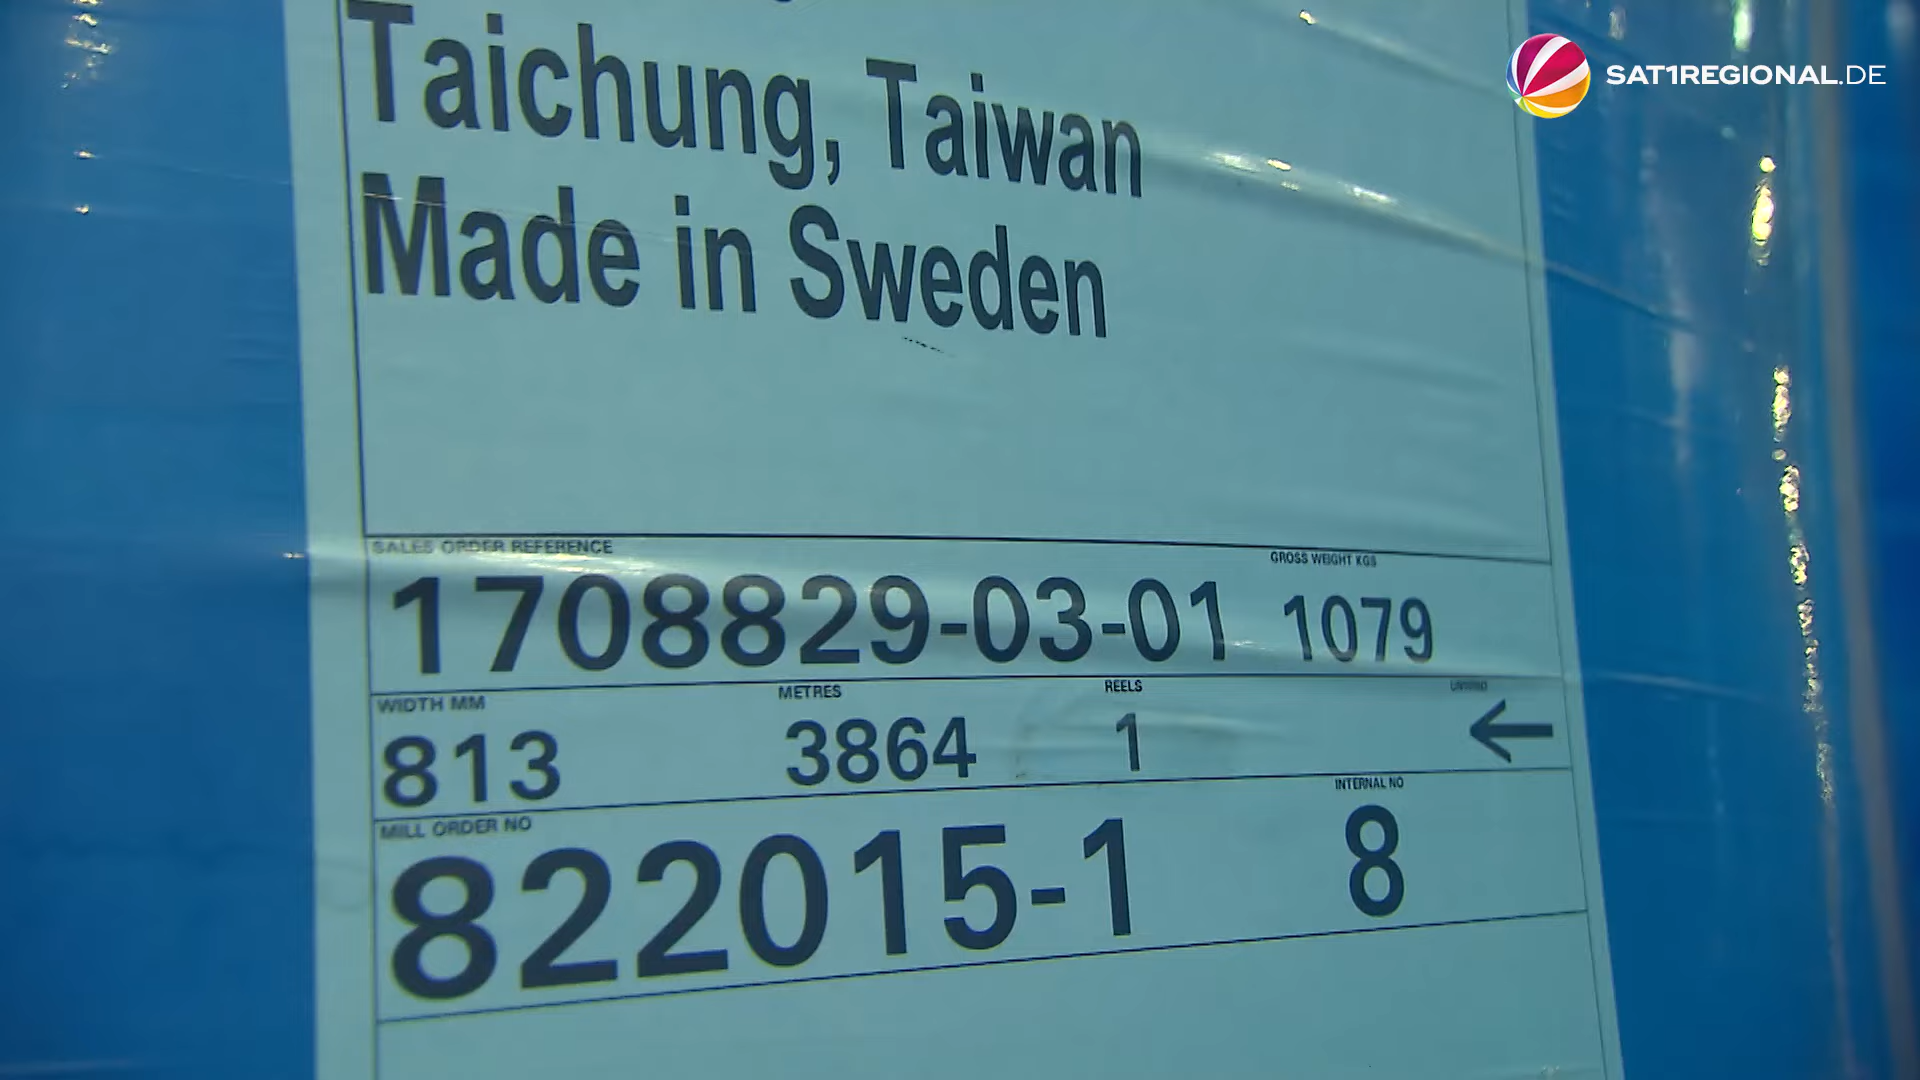 SAT1REGIONAL.DE
Taichung, Taiwan
Made in Sweden
SALES ORDER REFERENCE GROSS WEIGHT KGS
1708829-03-01 1079
WIDTH MM METRES REELS UNWIND
813 3864 1 ←
MILL ORDER NO INTERNAL NO
822015-1 8